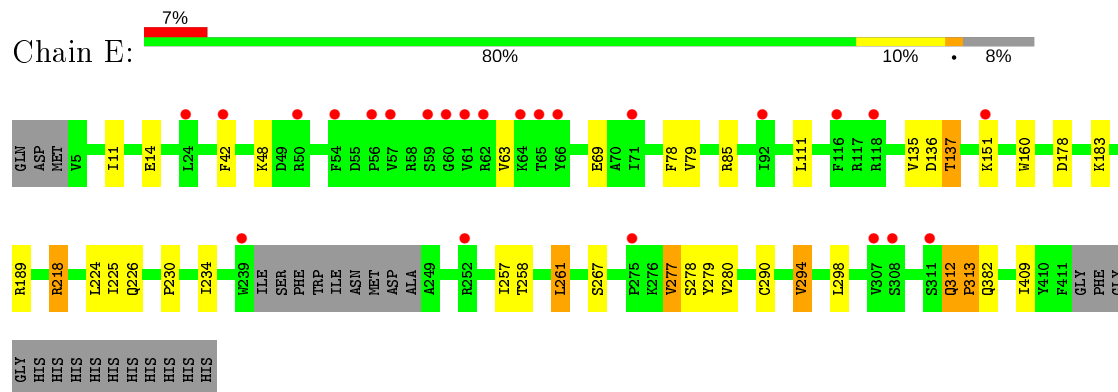 7%
Chain E:
80% 10% • 8%
GLN ASP MET V5 I11 E14 L24 F42 K48 D49 R50 F54 D55 P56 V57 R58 S59 G60 V61 R62 V63 K64 T65 Y66 E69 A70 I71 F78 V79 R85 I92 L111 F116 R117 R118 V135 D136 T137 K151 W160 D178 K183
R189 R218 L224 I225 Q226 P230 I234 W239 ILE SER PHE TRP ILE ASN MET ASP ALA A249 R252 I257 T258 L261 S267 P275 K276 V277 S278 Y279 V280 C290 V294 L298 V307 S308 S311 Q312 P313 Q382 I409 Y410 F411 GLY PHE GLY
GLY HIS HIS HIS HIS HIS HIS HIS HIS HIS HIS